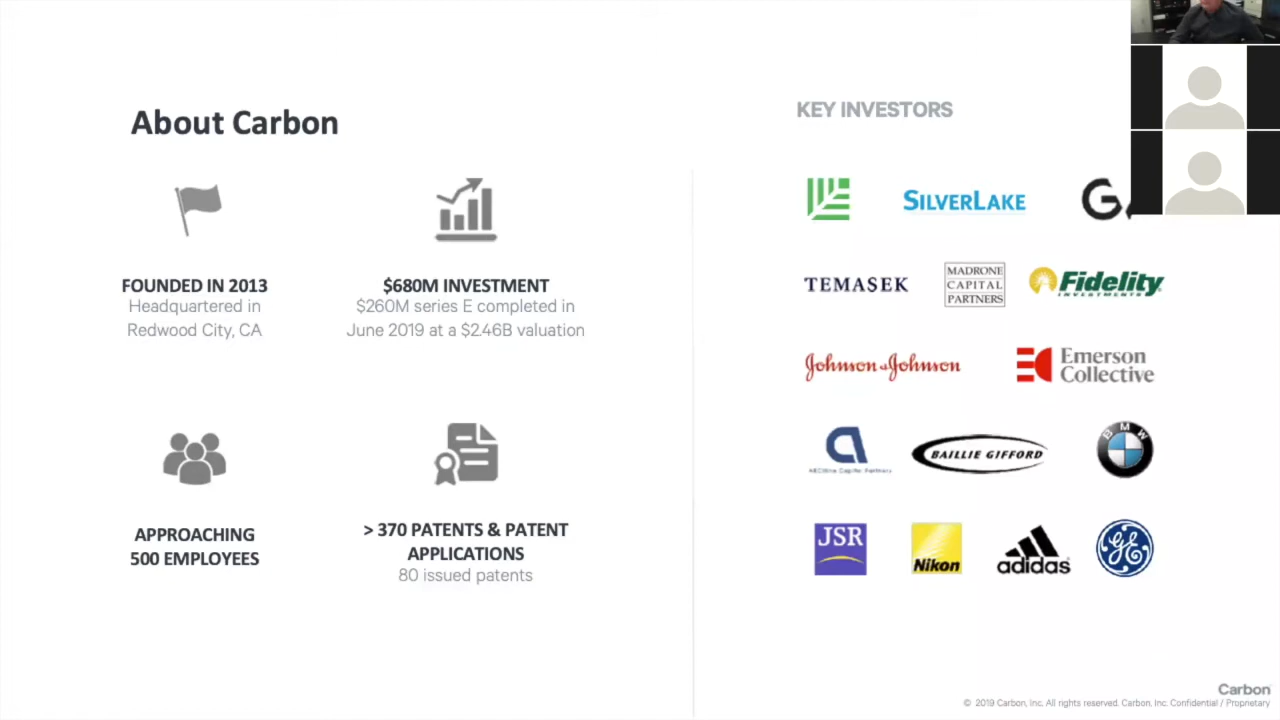 About Carbon
FOUNDED IN 2013
Headquartered in
Redwood City, CA
$680M INVESTMENT
$260M series E completed in
June 2019 at a $2.46B valuation
APPROACHING
500 EMPLOYEES
> 370 PATENTS & PATENT
APPLICATIONS
80 issued patents
KEY INVESTORS
SILVERLAKE
G
TEMASEK
MADRONE
CAPITAL
PARTNERS
Fidelity
INVESTMENTS
Johnson & Johnson
Emerson
Collective
Capital Partners
BAILLIE GIFFORD
BMW
JSR
Nikon
adidas
GE
Carbon
© 2019 Carbon, Inc. All rights reserved. Carbon, Inc. Confidential / Proprietary